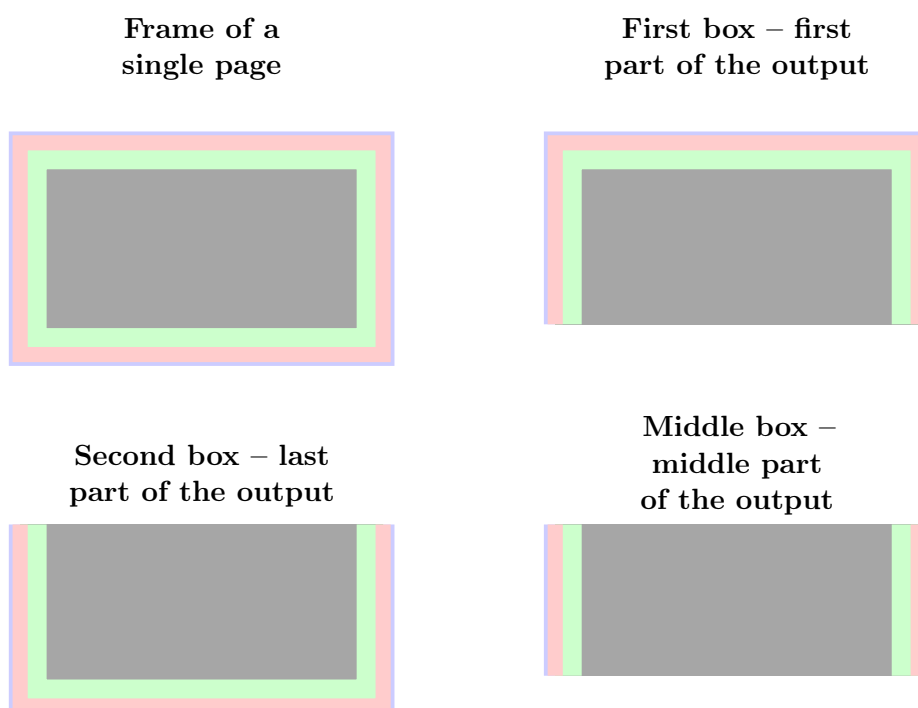 Frame of a
single page
First box – first
part of the output
Second box – last
part of the output
Middle box –
middle part
of the output